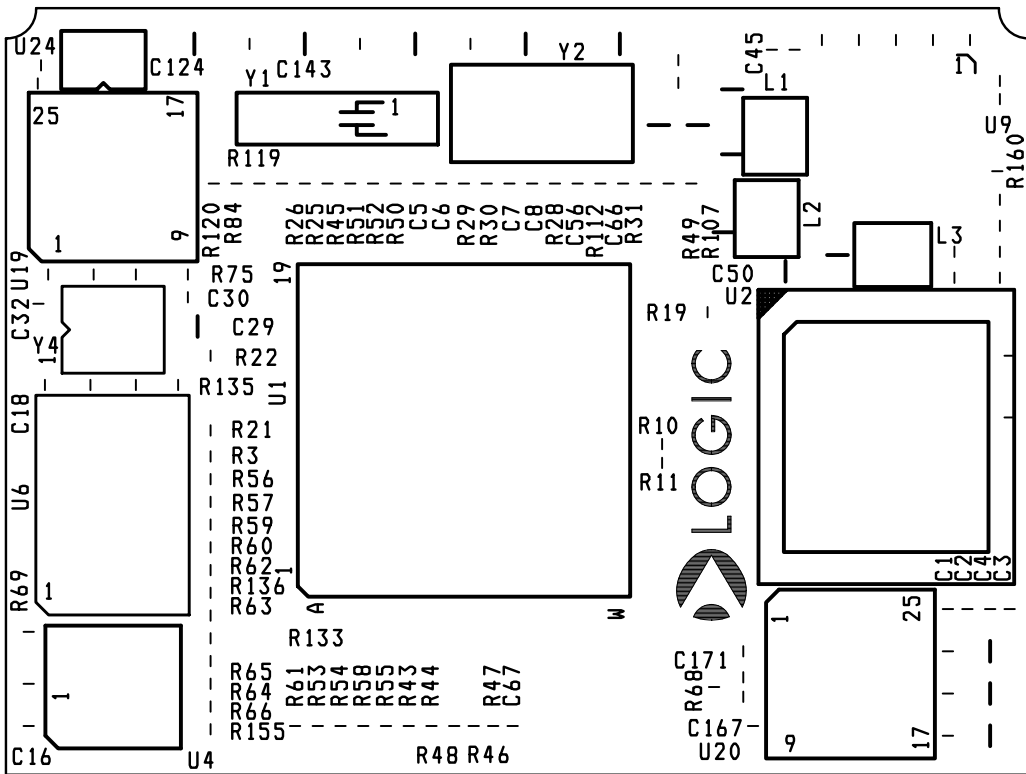 U24
C124
Y1
C143
Y2
C45
L1
U9
R160
25
17
1
R119
1
9
U19
R120
R84
R26
R25
R45
R51
R52
R50
C5
C6
R29
R30
C7
C8
R28
C56
R112
C66
R31
R49
R107
L2
L3
R75
C30
19
C50
U2
C32
C29
R19
Y4
1
R22
U1
R135
C18
R21
R10
LOGIC
R3
R56
R11
U6
R57
R59
R60
R62
1
R136
R69
1
R63
A
W
C1
C2
C4
C3
1
25
R133
R65
R64
R66
R155
R61
R53
R54
R58
R55
R43
R44
R47
C67
C171
R68
1
C167
U20
9
17
C16
U4
R48
R46